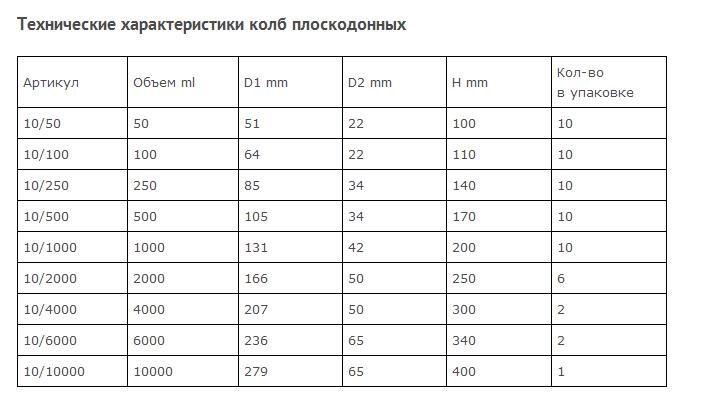 Технические характеристики колб плоскодонных
Артикул Объем ml D1 mm D2 mm H mm Кол-во
в упаковке
10/50 50 51 22 100 10
10/100 100 64 22 110 10
10/250 250 85 34 140 10
10/500 500 105 34 170 10
10/1000 1000 131 42 200 10
10/2000 2000 166 50 250 6
10/4000 4000 207 50 300 2
10/6000 6000 236 65 340 2
10/10000 10000 279 65 400 1